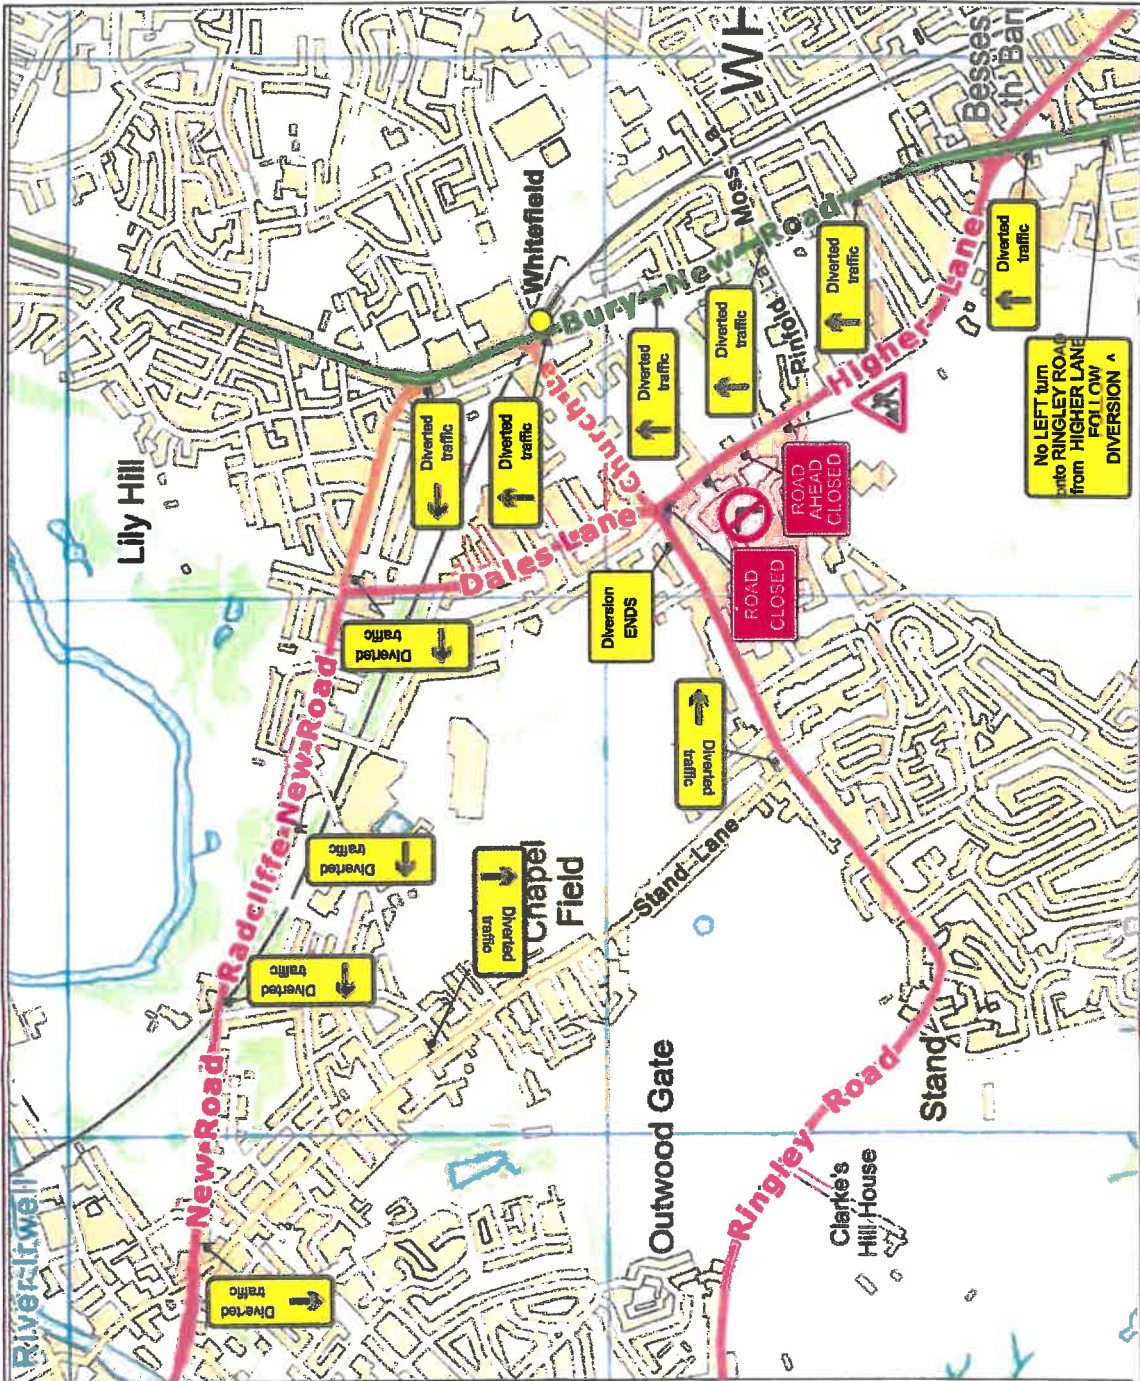 River Irwell
Lily Hill
New Road
Radcliffe New Road
Whitefield
Bury New Road
Moss La
WH
Besses
th' Barn
Church La
Dales Lane
Pinfold
Higher Lane
Chapel
Field
Stand Lane
Outwood Gate
Ringley Road
Stand
Clarke's
Hill House
Diverted
traffic
Diverted
traffic
Diverted
traffic
Diverted
traffic
Diverted
traffic
Diverted
traffic
Diverted
traffic
Diverted
traffic
Diverted
traffic
Diverted
traffic
Diverted
traffic
Diverted
traffic
Diversion
ENDS
ROAD
CLOSED
ROAD
AHEAD
CLOSED
No LEFT turn
onto RINGLEY ROAD
from HIGHER LANE
FOLLOW
DIVERSION ^